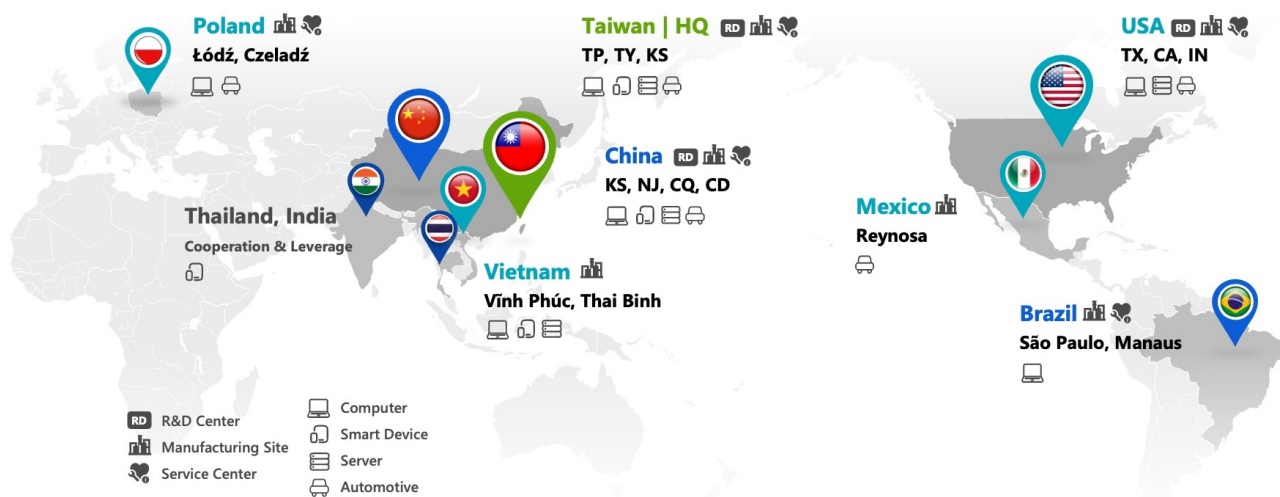 Poland
Łódź, Czeladź
Taiwan | HQ RD
TP, TY, KS
USA RD
TX, CA, IN
China RD
KS, NJ, CQ, CD
Thailand, India
Cooperation & Leverage
Mexico
Reynosa
Vietnam
Vĩnh Phúc, Thai Binh
Brazil
São Paulo, Manaus
RD R&D Center
Manufacturing Site
Service Center
Computer
Smart Device
Server
Automotive